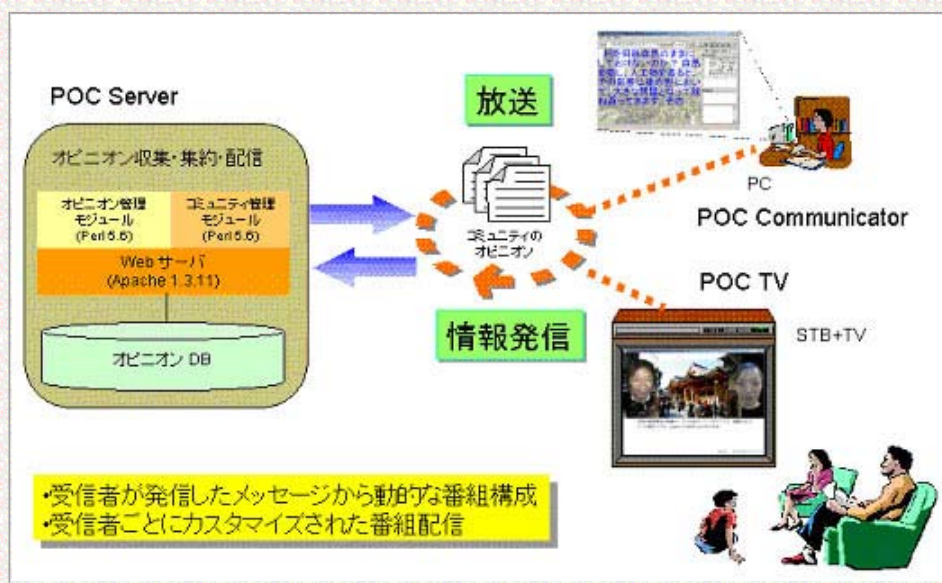 POC Server
オピニオン収集・集約・配信
オピニオン管理
モジュール
(Perl 5.6)
コミュニティ管理
モジュール
(Perl 5.6)
Web サーバ
(Apache 1.3.11)
オピニオン DB
放送
コミュニティの
オピニオン
情報発信
PC
POC Communicator
POC TV
STB+TV
•受信者が発信したメッセージから動的な番組構成
•受信者ごとにカスタマイズされた番組配信